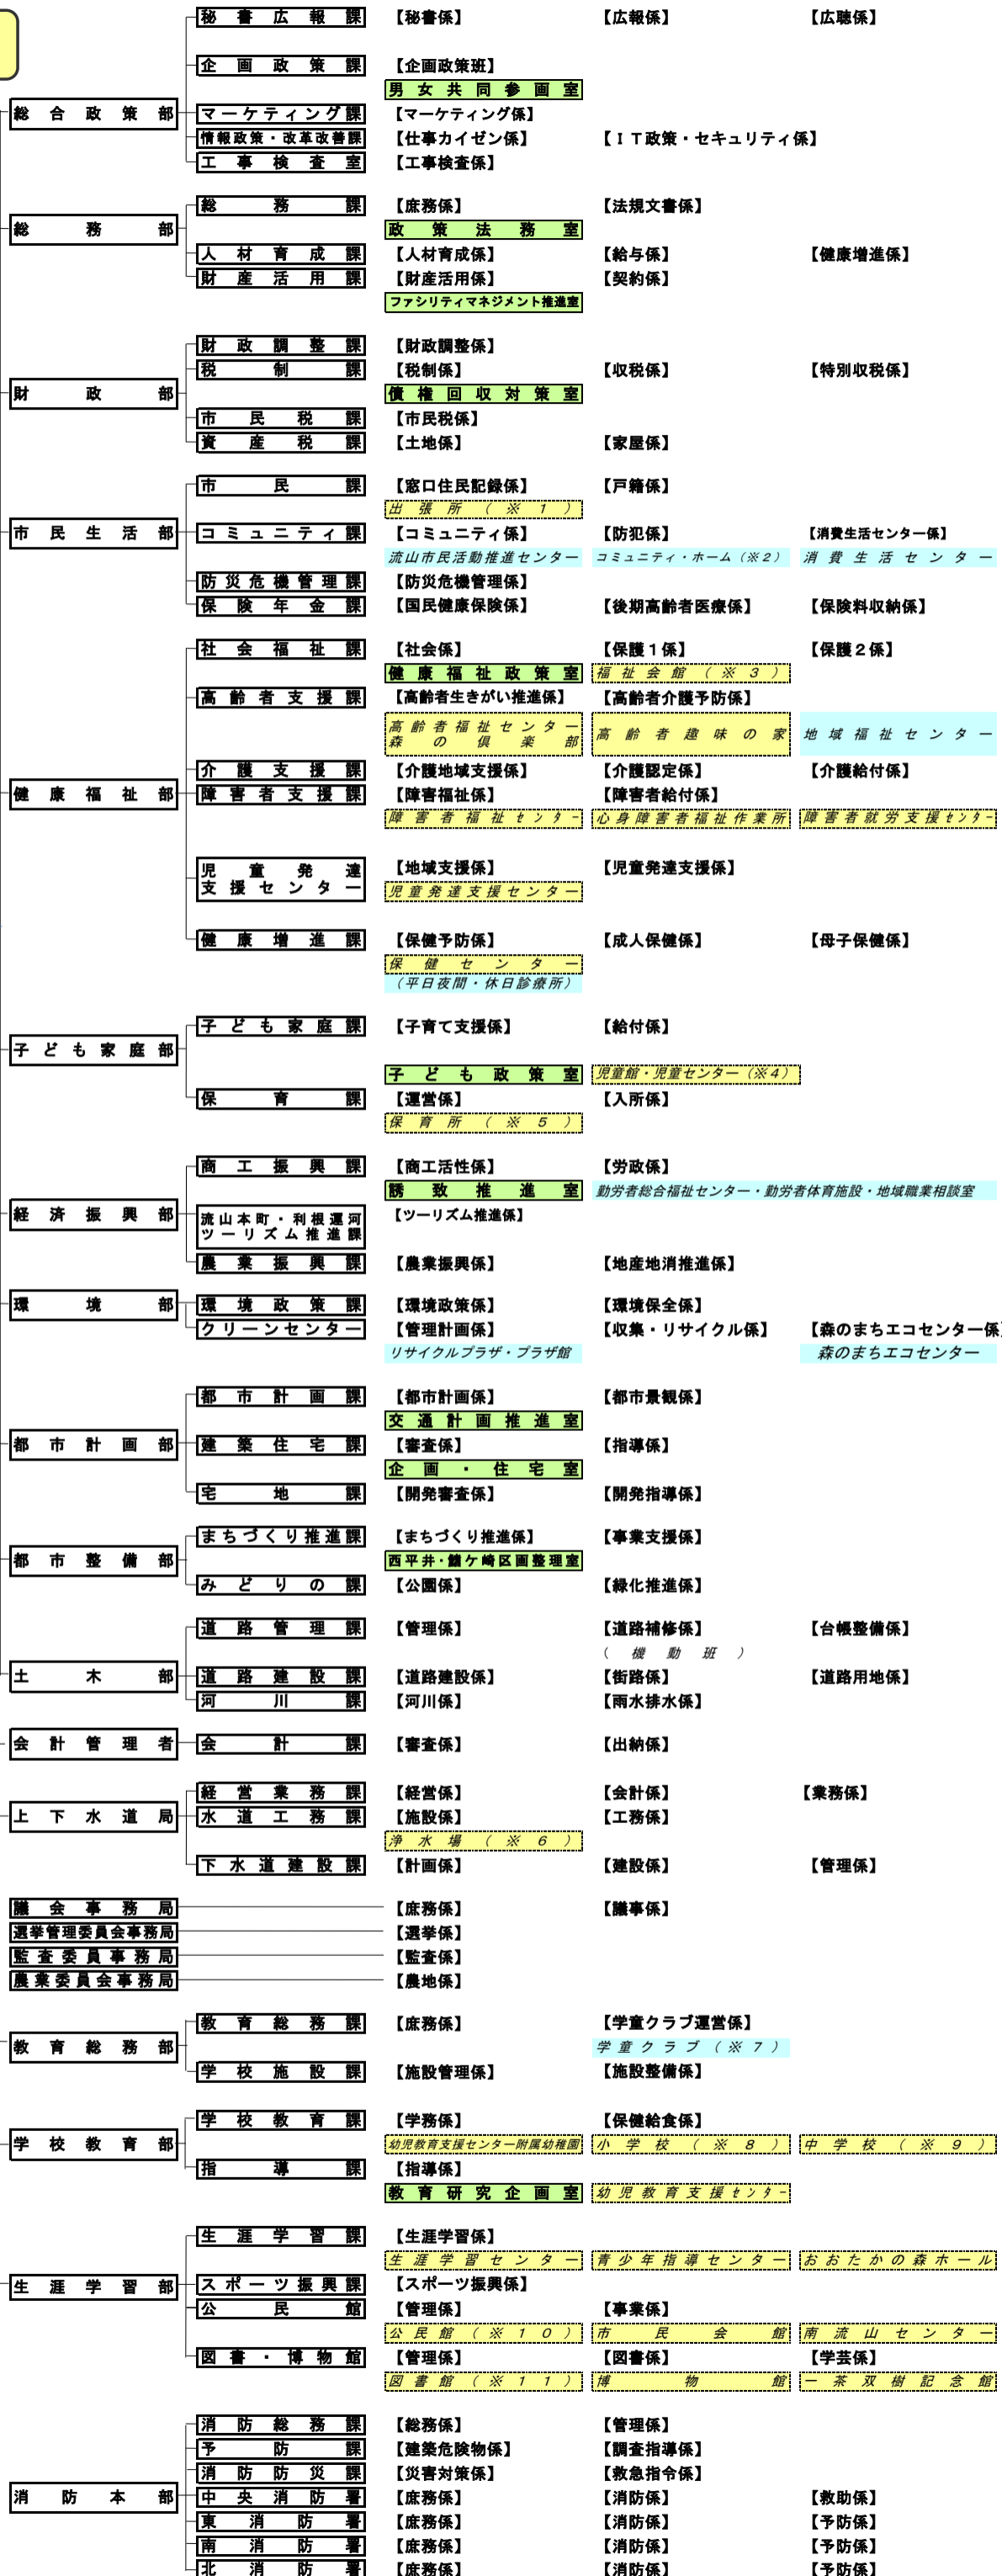 秘書広報課 【秘書係】 【広報係】 【広聴係】
企画政策課 【企画政策班】
男女共同参画室
総合政策部 マーケティング課 【マーケティング係】
情報政策・改革改善課 【仕事カイゼン係】 【ＩＴ政策・セキュリティ係】
工事検査室 【工事検査係】
総務課 【庶務係】 【法規文書係】
総務部 政策法務室
人材育成課 【人材育成係】 【給与係】 【健康増進係】
財産活用課 【財産活用係】 【契約係】
ファシリティマネジメント推進室
財政調整課 【財政調整係】
税制課 【税制係】 【収税係】 【特別収税係】
財政部 債権回収対策室
市民税課 【市民税係】
資産税課 【土地係】 【家屋係】
市民課 【窓口住民記録係】 【戸籍係】
出張所（※１）
市民生活部 コミュニティ課 【コミュニティ係】 【防犯係】 【消費生活センター係】
流山市民活動推進センター コミュニティ・ホーム（※２） 消費生活センター
防災危機管理課 【防災危機管理係】
保険年金課 【国民健康保険係】 【後期高齢者医療係】 【保険料収納係】
社会福祉課 【社会係】 【保護１係】 【保護２係】
健康福祉政策室 福祉会館（※３）
高齢者支援課 【高齢者生きがい推進係】 【高齢者介護予防係】
高齢者福祉センター
森の倶楽部 高齢者趣味の家 地域福祉センター
介護支援課 【介護地域支援係】 【介護認定係】 【介護給付係】
健康福祉部 障害者支援課 【障害福祉係】 【障害者給付係】
障害者福祉センター 心身障害者福祉作業所 障害者就労支援センター
児童発達
支援センター 【地域支援係】 【児童発達支援係】
児童発達支援センター
健康増進課 【保健予防係】 【成人保健係】 【母子保健係】
保健センター
（平日夜間・休日診療所）
子ども家庭課 【子育て支援係】 【給付係】
子ども家庭部
子ども政策室 児童館・児童センター（※４）
保育課 【運営係】 【入所係】
保育所（※５）
商工振興課 【商工活性係】 【労政係】
誘致推進室 勤労者総合福祉センター・勤労者体育施設・地域職業相談室
経済振興部 流山本町・利根運河
ツーリズム推進課 【ツーリズム推進係】
農業振興課 【農業振興係】 【地産地消推進係】
環境部 環境政策課 【環境政策係】 【環境保全係】
クリーンセンター 【管理計画係】 【収集・リサイクル係】 【森のまちエコセンター係】
リサイクルプラザ・プラザ館 森のまちエコセンター
都市計画課 【都市計画係】 【都市景観係】
交通計画推進室
都市計画部 建築住宅課 【審査係】 【指導係】
企画・住宅室
宅地課 【開発審査係】 【開発指導係】
まちづくり推進課 【まちづくり推進係】 【事業支援係】
都市整備部 西平井・鰭ケ崎区画整理室
みどりの課 【公園係】 【緑化推進係】
道路管理課 【管理係】 【道路補修係】 【台帳整備係】
（機動班）
土木部 道路建設課 【道路建設係】 【街路係】 【道路用地係】
河川課 【河川係】 【雨水排水係】
会計管理者 会計課 【審査係】 【出納係】
経営業務課 【経営係】 【会計係】 【業務係】
上下水道局 水道工務課 【施設係】 【工務係】
浄水場（※６）
下水道建設課 【計画係】 【建設係】 【管理係】
議会事務局 【庶務係】 【議事係】
選挙管理委員会事務局 【選挙係】
監査委員事務局 【監査係】
農業委員会事務局 【農地係】
教育総務課 【庶務係】 【学童クラブ運営係】
教育総務部 学童クラブ（※７）
学校施設課 【施設管理係】 【施設整備係】
学校教育課 【学務係】 【保健給食係】
学校教育部 幼児教育支援センター附属幼稚園 小学校（※８） 中学校（※９）
指導課 【指導係】
教育研究企画室 幼児教育支援センター
生涯学習課 【生涯学習係】
生涯学習センター 青少年指導センター おおたかの森ホール
生涯学習部 スポーツ振興課 【スポーツ振興係】
公民館 【管理係】 【事業係】
公民館（※１０） 市民会館 南流山センター
図書・博物館 【管理係】 【図書係】 【学芸係】
図書館（※１１） 博物館 一茶双樹記念館
消防総務課 【総務係】 【管理係】
予防課 【建築危険物係】 【調査指導係】
消防防災課 【災害対策係】 【救急指令係】
消防本部 中央消防署 【庶務係】 【消防係】 【救助係】
東消防署 【庶務係】 【消防係】 【予防係】
南消防署 【庶務係】 【消防係】 【予防係】
北消防署 【庶務係】 【消防係】 【予防係】